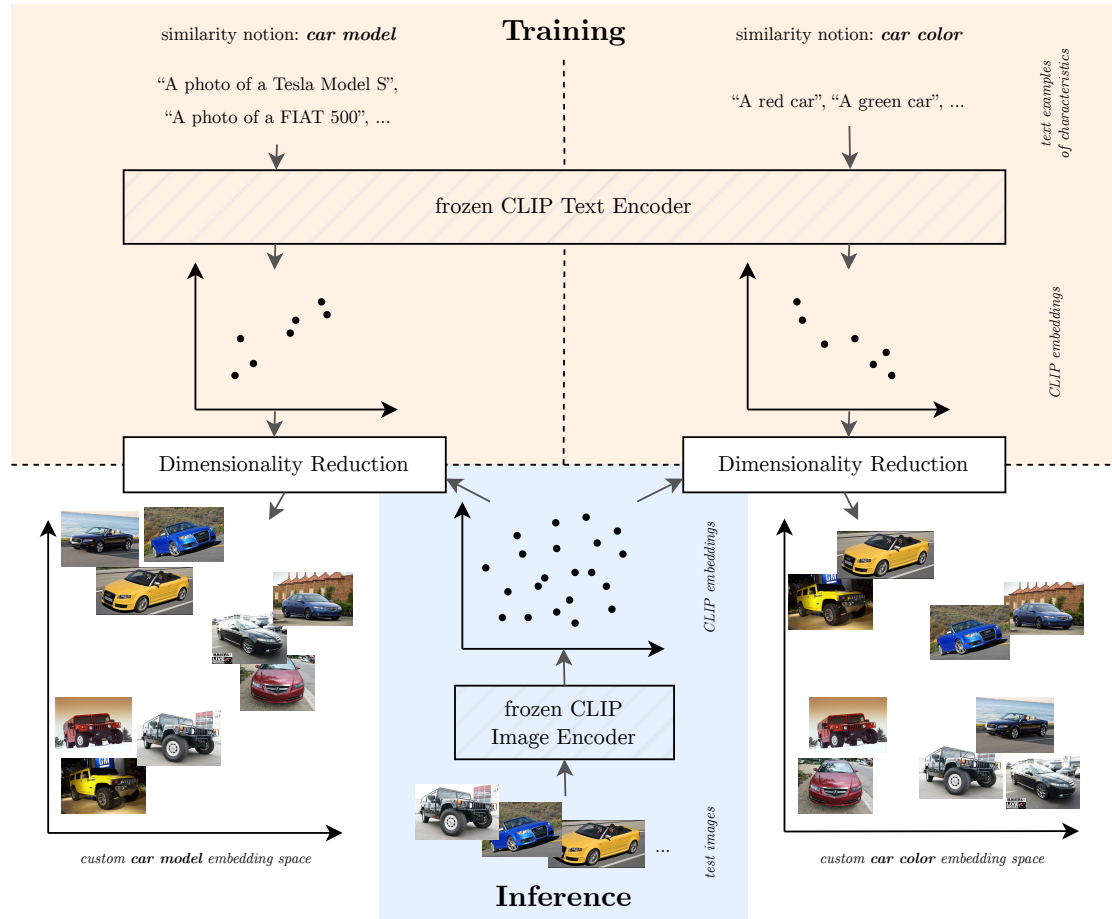 Training
similarity notion: car model
similarity notion: car color
“A photo of a Tesla Model S”,
“A photo of a FIAT 500”, ...
“A red car”, “A green car”, ...
text examples
of characteristics
frozen CLIP Text Encoder
CLIP embeddings
Dimensionality Reduction
Dimensionality Reduction
CLIP embeddings
frozen CLIP
Image Encoder
...
test images
Inference
GM
custom car model embedding space
GM
custom car color embedding space